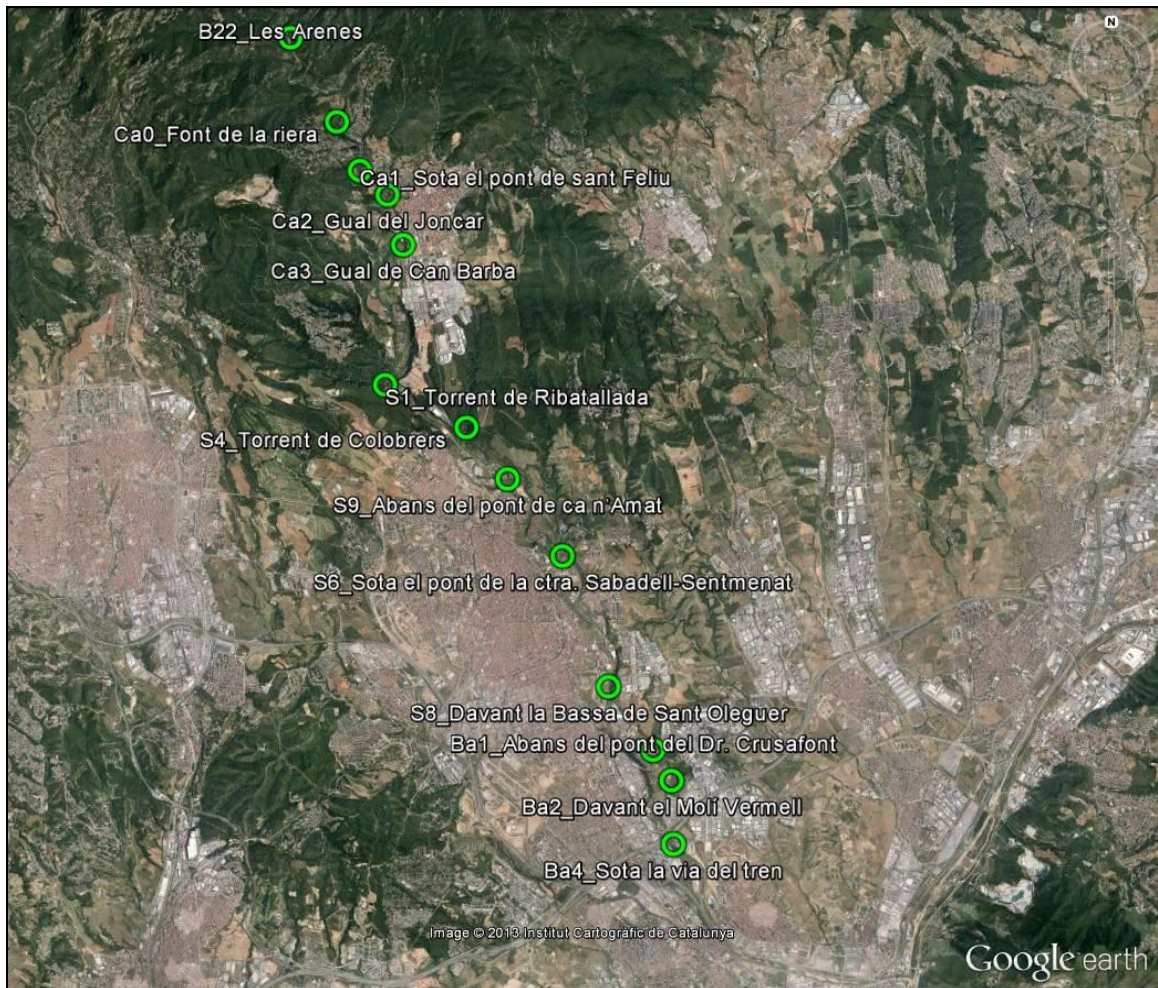 N
B22_Les Arenes
Ca0_Font de la riera
Ca1_Sota el pont de sant Feliu
Ca2_Gual del Joncar
Ca3_Gual de Can Barba
S1_Torrent de Ribatallada
S4_Torrent de Colobrers
S9_Abans del pont de ca n'Amat
S6_Sota el pont de la ctra. Sabadell-Sentmenat
S8_Davant la Bassa de Sant Oleguer
Ba1_Abans del pont del Dr. Crusafont
Ba2_Davant el Molí Vermell
Ba4_Sota la via del tren
Image © 2013 Institut Cartogràfic de Catalunya
Google earth